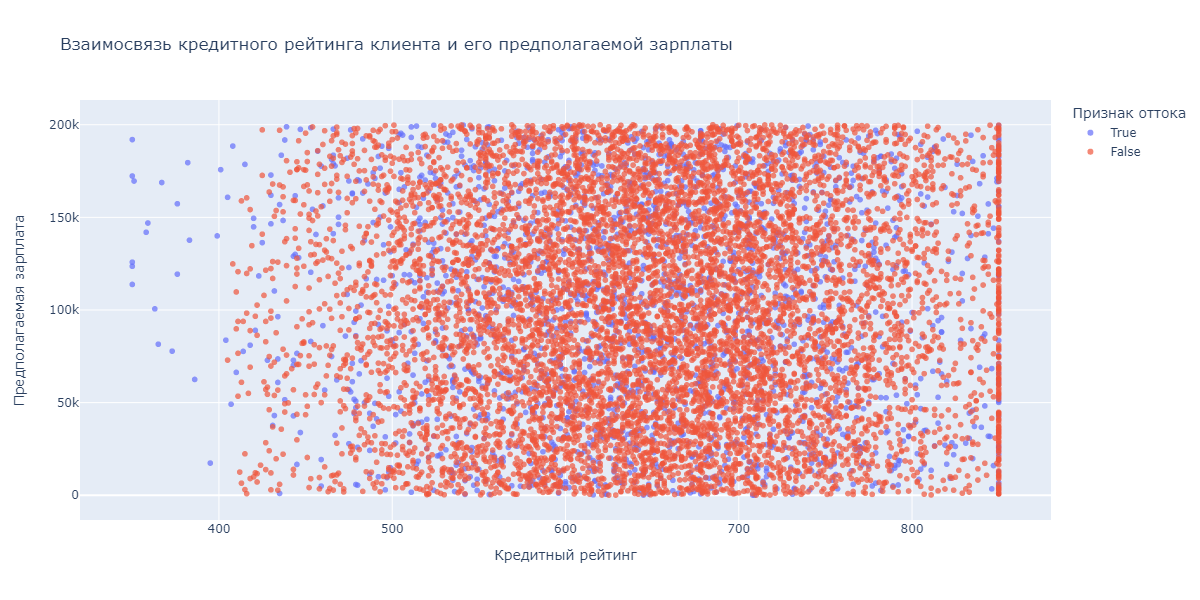 Взаимосвязь кредитного рейтинга клиента и его предполагаемой зарплаты
Признак оттока
True
False
Предполагаемая зарплата
200k
150k
100k
50k
0
400
500
600
700
800
Кредитный рейтинг